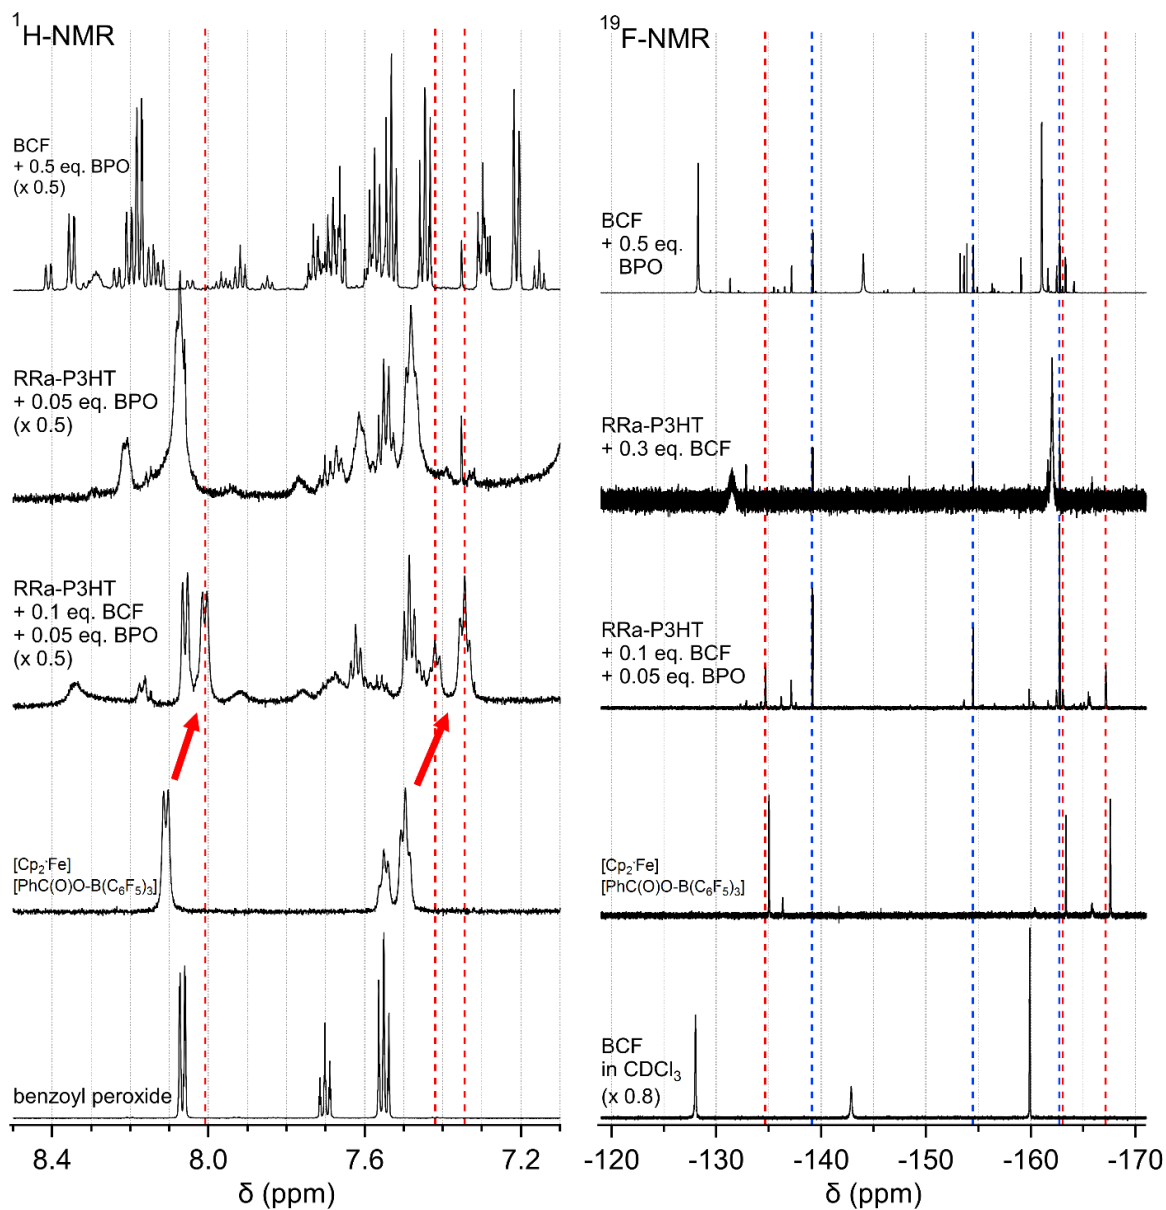 ¹H-NMR
BCF
+ 0.5 eq. BPO
(x 0.5)
RRa-P3HT
+ 0.05 eq. BPO
(x 0.5)
RRa-P3HT
+ 0.1 eq. BCF
+ 0.05 eq. BPO
(x 0.5)
[Cp₂·Fe]
[PhC(O)O-B(C₆F₅)₃]
benzoyl peroxide
8.4 8.0 7.6 7.2
δ (ppm)
¹⁹F-NMR
BCF
+ 0.5 eq.
BPO
RRa-P3HT
+ 0.3 eq. BCF
RRa-P3HT
+ 0.1 eq. BCF
+ 0.05 eq. BPO
[Cp₂·Fe]
[PhC(O)O-B(C₆F₅)₃]
BCF
in CDCl₃
(x 0.8)
-120 -130 -140 -150 -160 -170
δ (ppm)